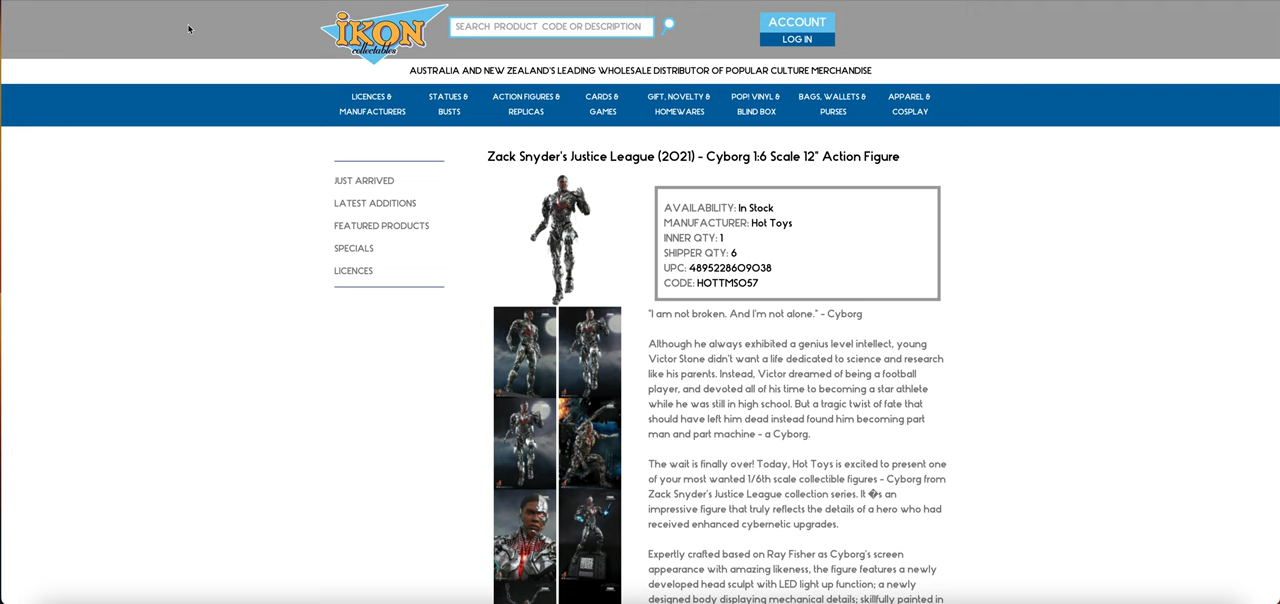 iKON
collectables
SEARCH PRODUCT CODE OR DESCRIPTION
ACCOUNT
LOG IN
AUSTRALIA AND NEW ZEALAND'S LEADING WHOLESALE DISTRIBUTOR OF POPULAR CULTURE MERCHANDISE
LICENCES &
MANUFACTURERS
STATUES &
BUSTS
ACTION FIGURES &
REPLICAS
CARDS &
GAMES
GIFT, NOVELTY &
HOMEWARES
POP! VINYL &
BLIND BOX
BAGS, WALLETS &
PURSES
APPAREL &
COSPLAY
JUST ARRIVED
LATEST ADDITIONS
FEATURED PRODUCTS
SPECIALS
LICENCES
Zack Snyder's Justice League (2021) - Cyborg 1:6 Scale 12" Action Figure
AVAILABILITY: In Stock
MANUFACTURER: Hot Toys
INNER QTY: 1
SHIPPER QTY: 6
UPC: 4895228609038
CODE: HOTTMS057
"I am not broken. And I'm not alone." - Cyborg
Although he always exhibited a genius level intellect, young
Victor Stone didn't want a life dedicated to science and research
like his parents. Instead, Victor dreamed of being a football
player, and devoted all of his time to becoming a star athlete
while he was still in high school. But a tragic twist of fate that
should have left him dead instead found him becoming part
man and part machine - a Cyborg.
The wait is finally over! Today, Hot Toys is excited to present one
of your most wanted 1/6th scale collectible figures - Cyborg from
Zack Snyder's Justice League collection series. It �s an
impressive figure that truly reflects the details of a hero who had
received enhanced cybernetic upgrades.
Expertly crafted based on Ray Fisher as Cyborg's screen
appearance with amazing likeness, the figure features a newly
developed head sculpt with LED light up function; a newly
designed body displaying mechanical details; skillfully painted in